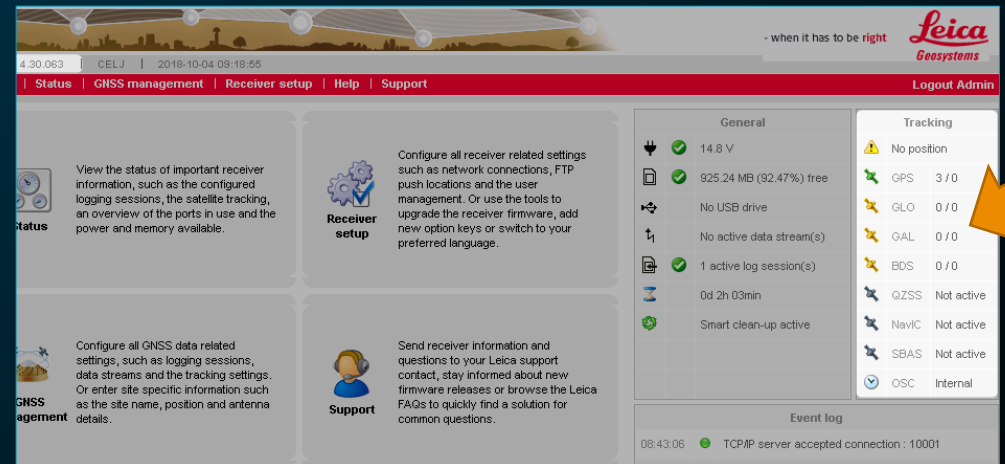 - when it has to be right
Leica
Geosystems
4.30.063 | CELJ | 2018-10-04 09:18:55
| Status | GNSS management | Receiver setup | Help | Support
Logout Admin
View the status of important receiver
information, such as the configured
logging sessions, the satellite tracking,
an overview of the ports in use and the
power and memory available.
Status
Configure all receiver related settings
such as network connections, FTP
push locations and the user
management. Or use the tools to
upgrade the receiver firmware, add
new option keys or switch to your
preferred language.
Receiver
setup
Configure all GNSS data related
settings, such as logging sessions,
data streams and the tracking settings.
Or enter site specific information such
as the site name, position and antenna
details.
GNSS
agement
Send receiver information and
questions to your Leica support
contact, stay informed about new
firmware releases or browse the Leica
FAQs to quickly find a solution for
common questions.
Support
General
14.8 V
925.24 MB (92.47%) free
No USB drive
No active data stream(s)
1 active log session(s)
0d 2h 03min
Smart clean-up active
Tracking
No position
GPS 3 / 0
GLO 0 / 0
GAL 0 / 0
BDS 0 / 0
QZSS Not active
NavIC Not active
SBAS Not active
OSC Internal
Event log
08:43:06 TCP/IP server accepted connection : 10001